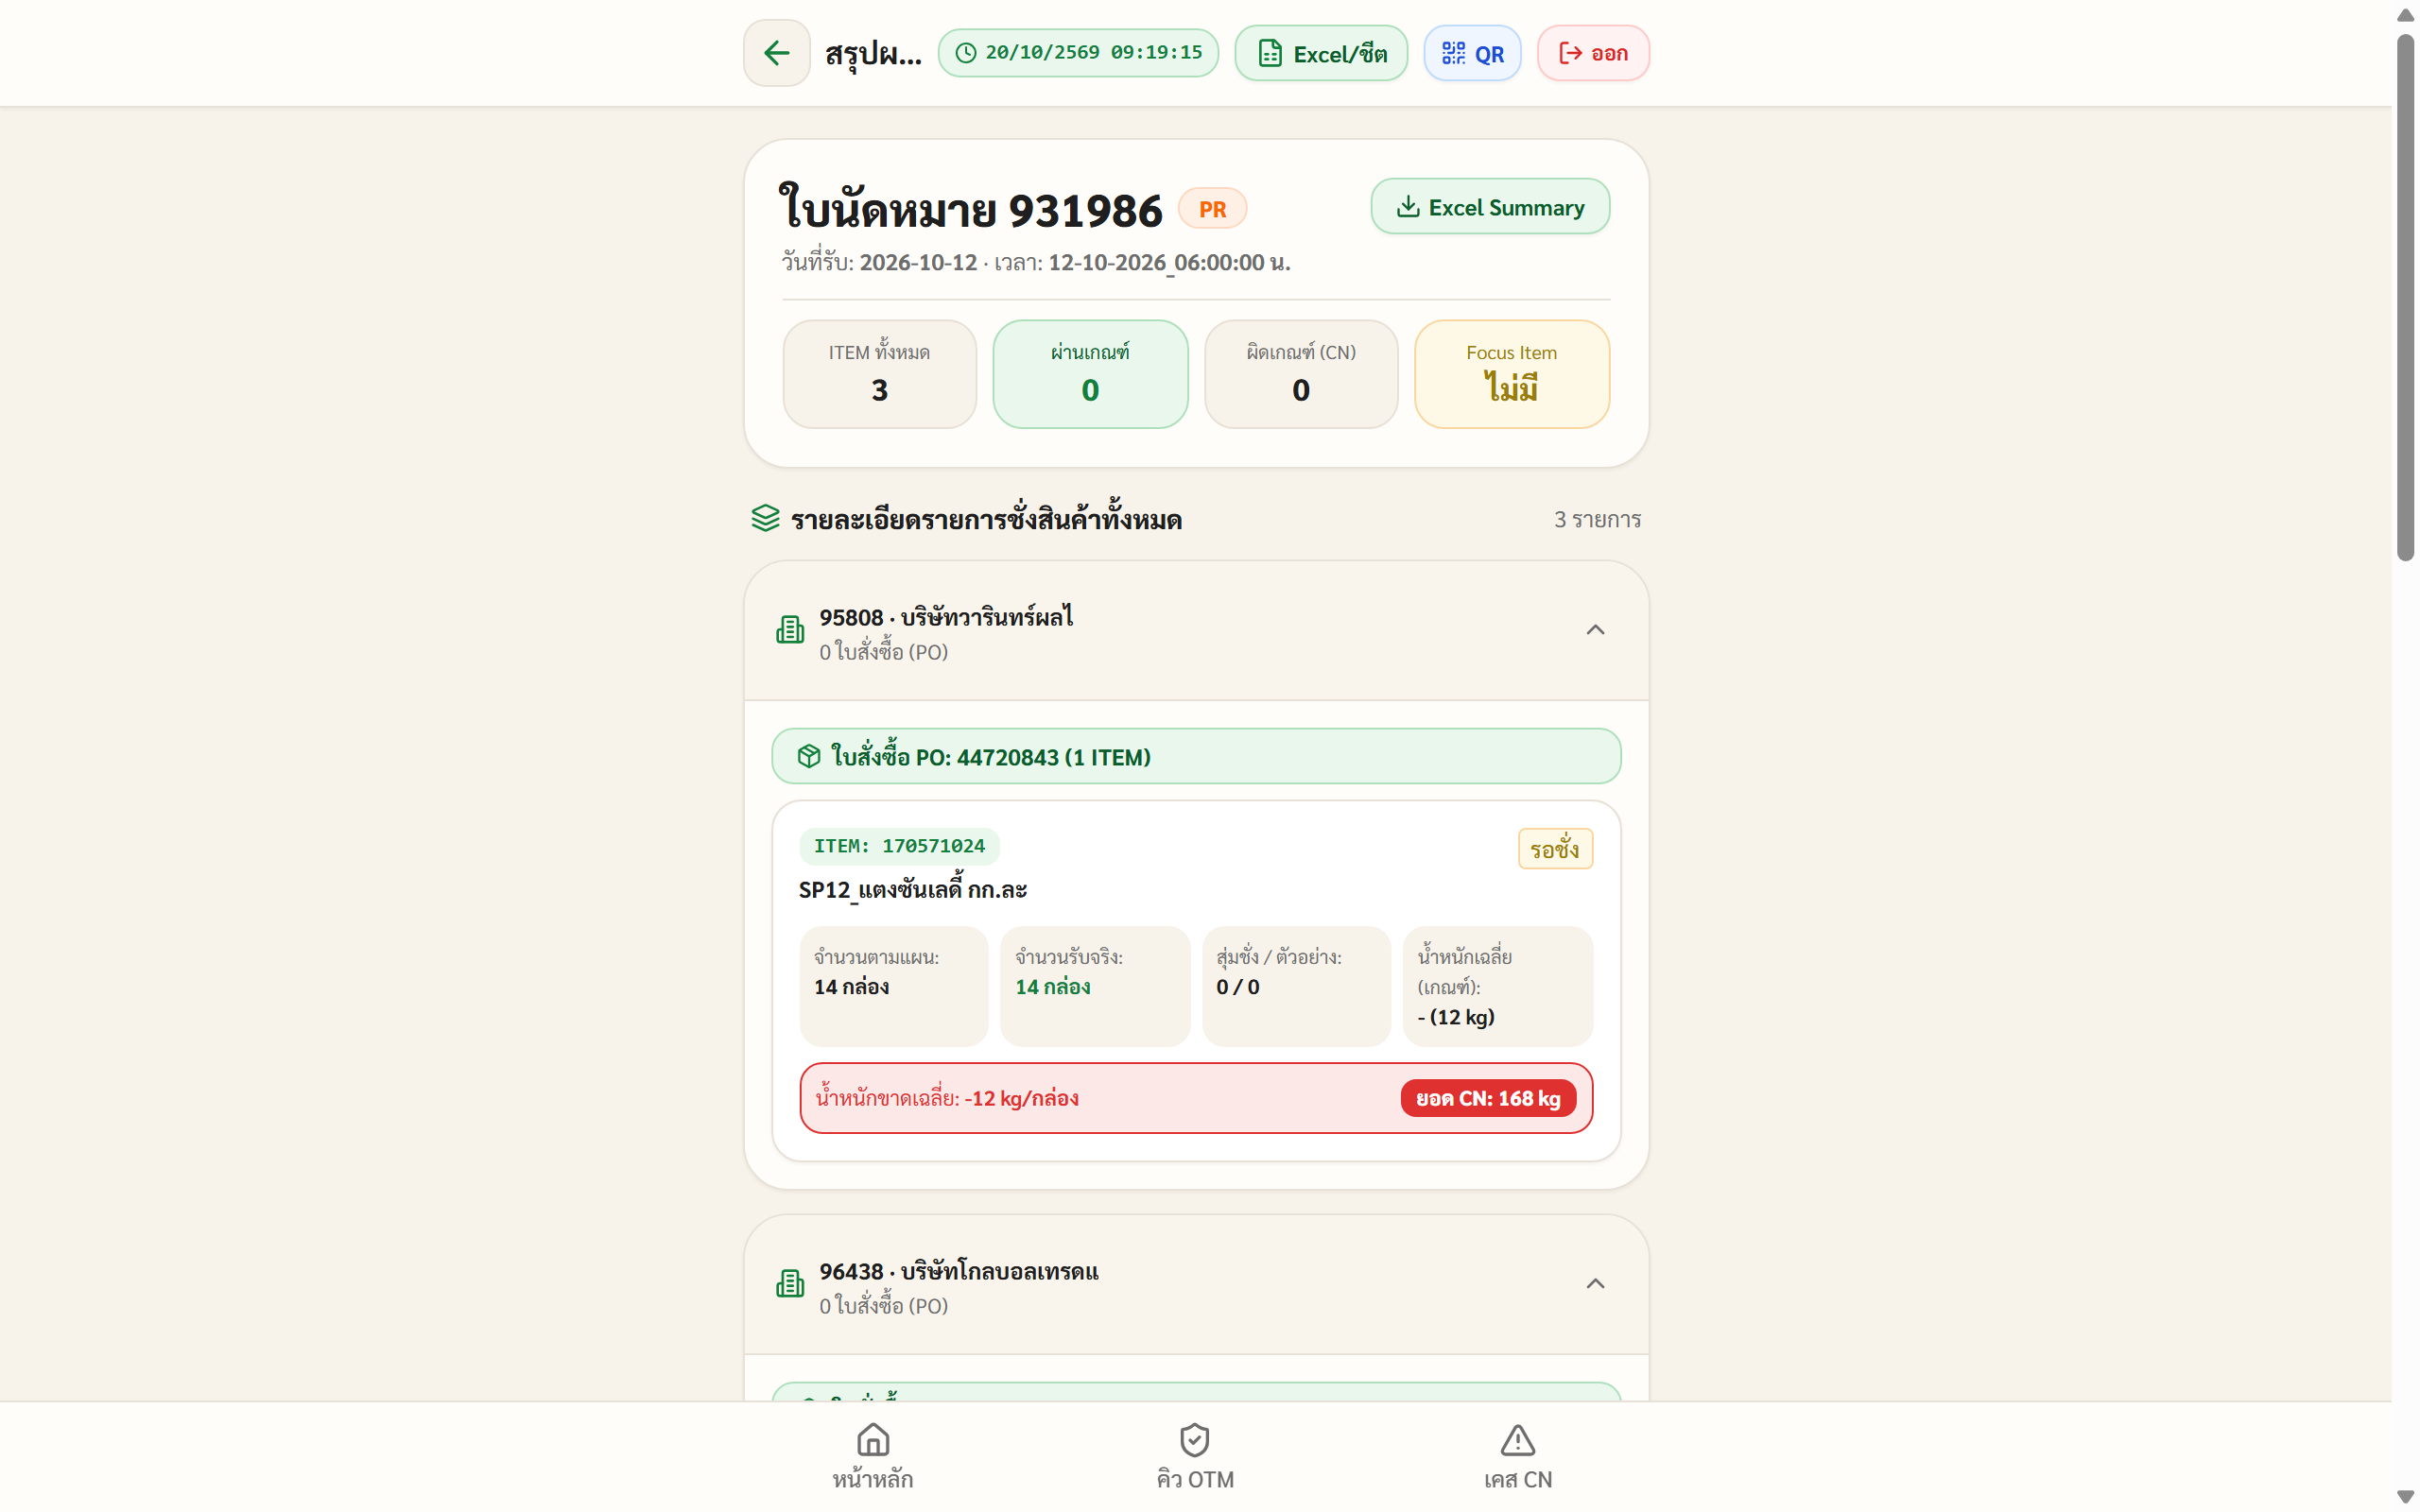 สรุปผ...
20/10/2569 09:19:15
Excel/ชีต
QR
ออก
ใบนัดหมาย 931986
PR
Excel Summary
วันที่รับ: 2026-10-12 · เวลา: 12-10-2026_06:00:00 น.
ITEM ทั้งหมด
3
ผ่านเกณฑ์
0
ผิดเกณฑ์ (CN)
0
Focus Item
ไม่มี
รายละเอียดรายการชั่งสินค้าทั้งหมด
3 รายการ
95808 · บริษัทวารินทร์ผลไ
0 ใบสั่งซื้อ (PO)
ใบสั่งซื้อ PO: 44720843 (1 ITEM)
ITEM: 170571024
รอชั่ง
SP12_แตงซันเลดี้ กก.ละ
จำนวนตามแผน:
14 กล่อง
จำนวนรับจริง:
14 กล่อง
สุ่มชั่ง / ตัวอย่าง:
0 / 0
น้ำหนักเฉลี่ย
(เกณฑ์):
- (12 kg)
น้ำหนักขาดเฉลี่ย: -12 kg/กล่อง
ยอด CN: 168 kg
96438 · บริษัทโกลบอลเทรดแ
0 ใบสั่งซื้อ (PO)
หน้าหลัก
คิว OTM
เคส CN